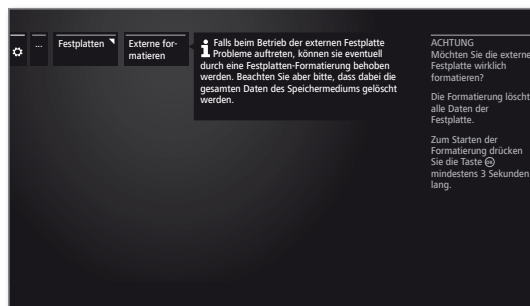 ...
Festplatten
Externe for-
matieren
Falls beim Betrieb der externen Festplatte
Probleme auftreten, können sie eventuell
durch eine Festplatten-Formatierung behoben
werden. Beachten Sie aber bitte, dass dabei die
gesamten Daten des Speichermediums gelöscht
werden.
ACHTUNG
Möchten Sie die externe
Festplatte wirklich
formatieren?
Die Formatierung löscht
alle Daten der
Festplatte.
Zum Starten der
Formatierung drücken
Sie die Taste OK
mindestens 3 Sekunden
lang.